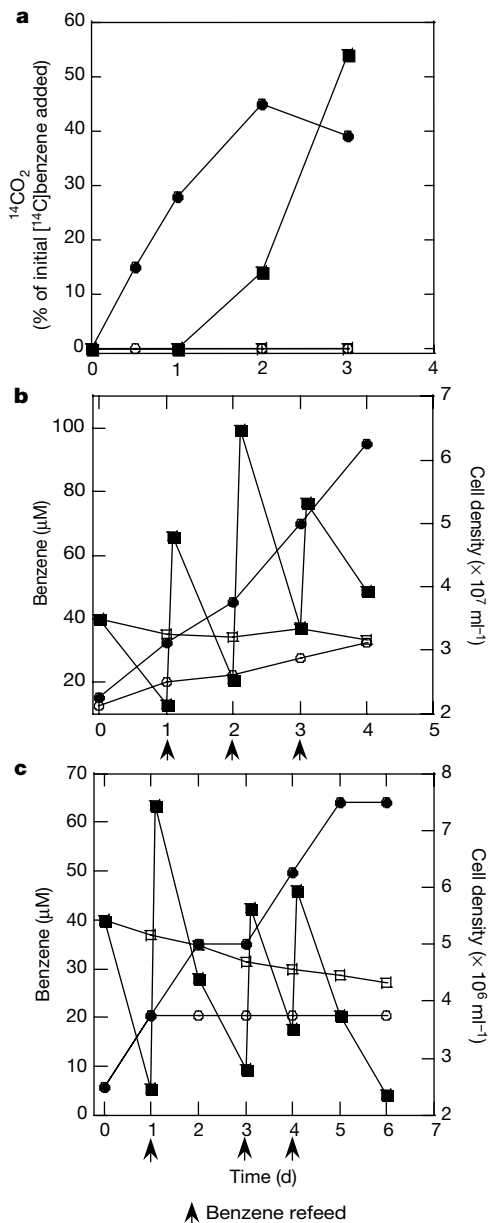 a
60
50
40
30
20
10
0
¹⁴CO₂
(% of initial [¹⁴C]benzene added)
0 1 2 3 4
b
100
80
60
40
20
Benzene (μM)
7
6
5
4
3
2
Cell density (× 10⁷ ml⁻¹)
0 1 2 3 4 5
c
70
60
50
40
30
20
10
0
Benzene (μM)
8
7
6
5
4
3
2
Cell density (× 10⁶ ml⁻¹)
0 1 2 3 4 5 6 7
Time (d)
Benzene refeed